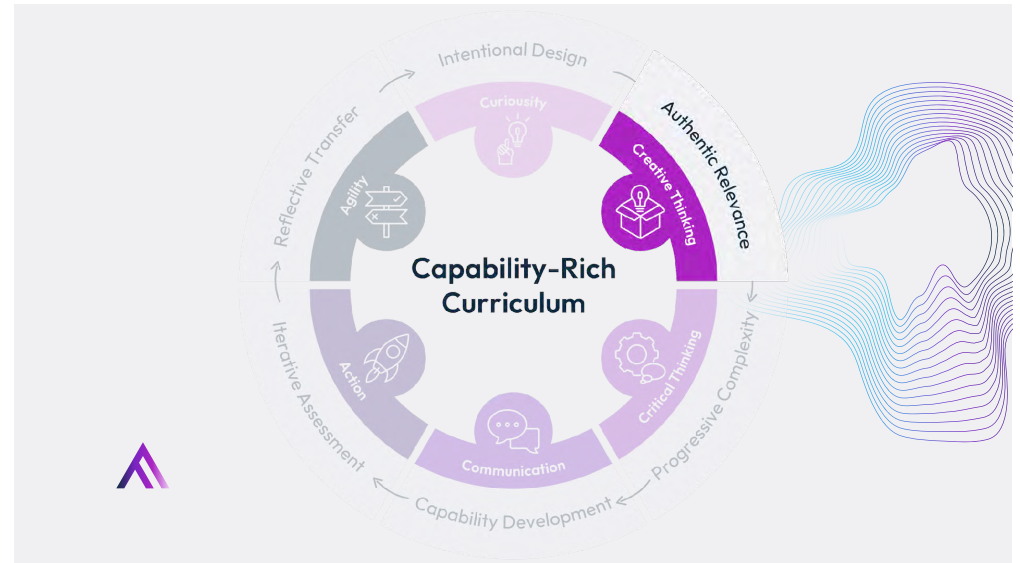 Intentional Design
Curiousity
Authentic Relevance
Creative Thinking
Reflective Transfer
Agility
Capability-Rich
Curriculum
Iterative Assessment
Action
Critical Thinking
Progressive Complexity
Communication
Capability Development